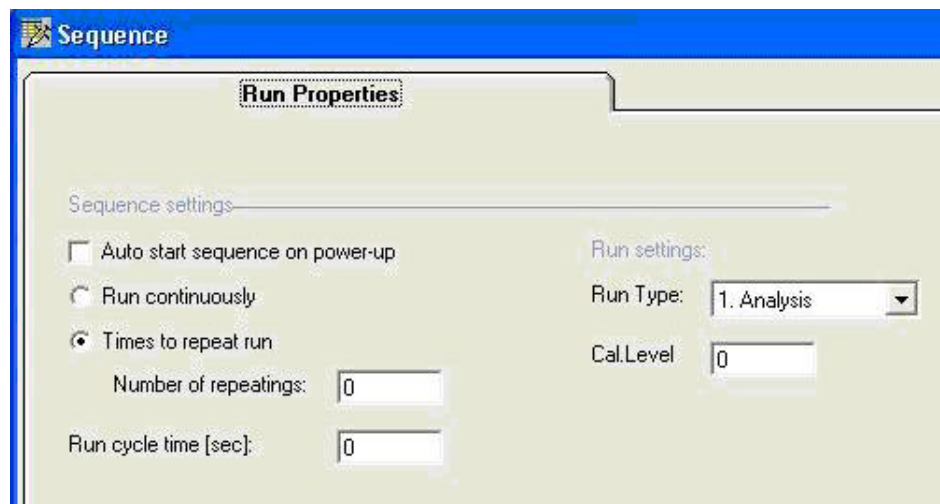 Sequence
Run Properties
Sequence settings
Auto start sequence on power-up
Run continuously
Times to repeat run
Number of repeatings: 0
Run cycle time [sec]: 0
Run settings:
Run Type: 1. Analysis
Cal.Level 0